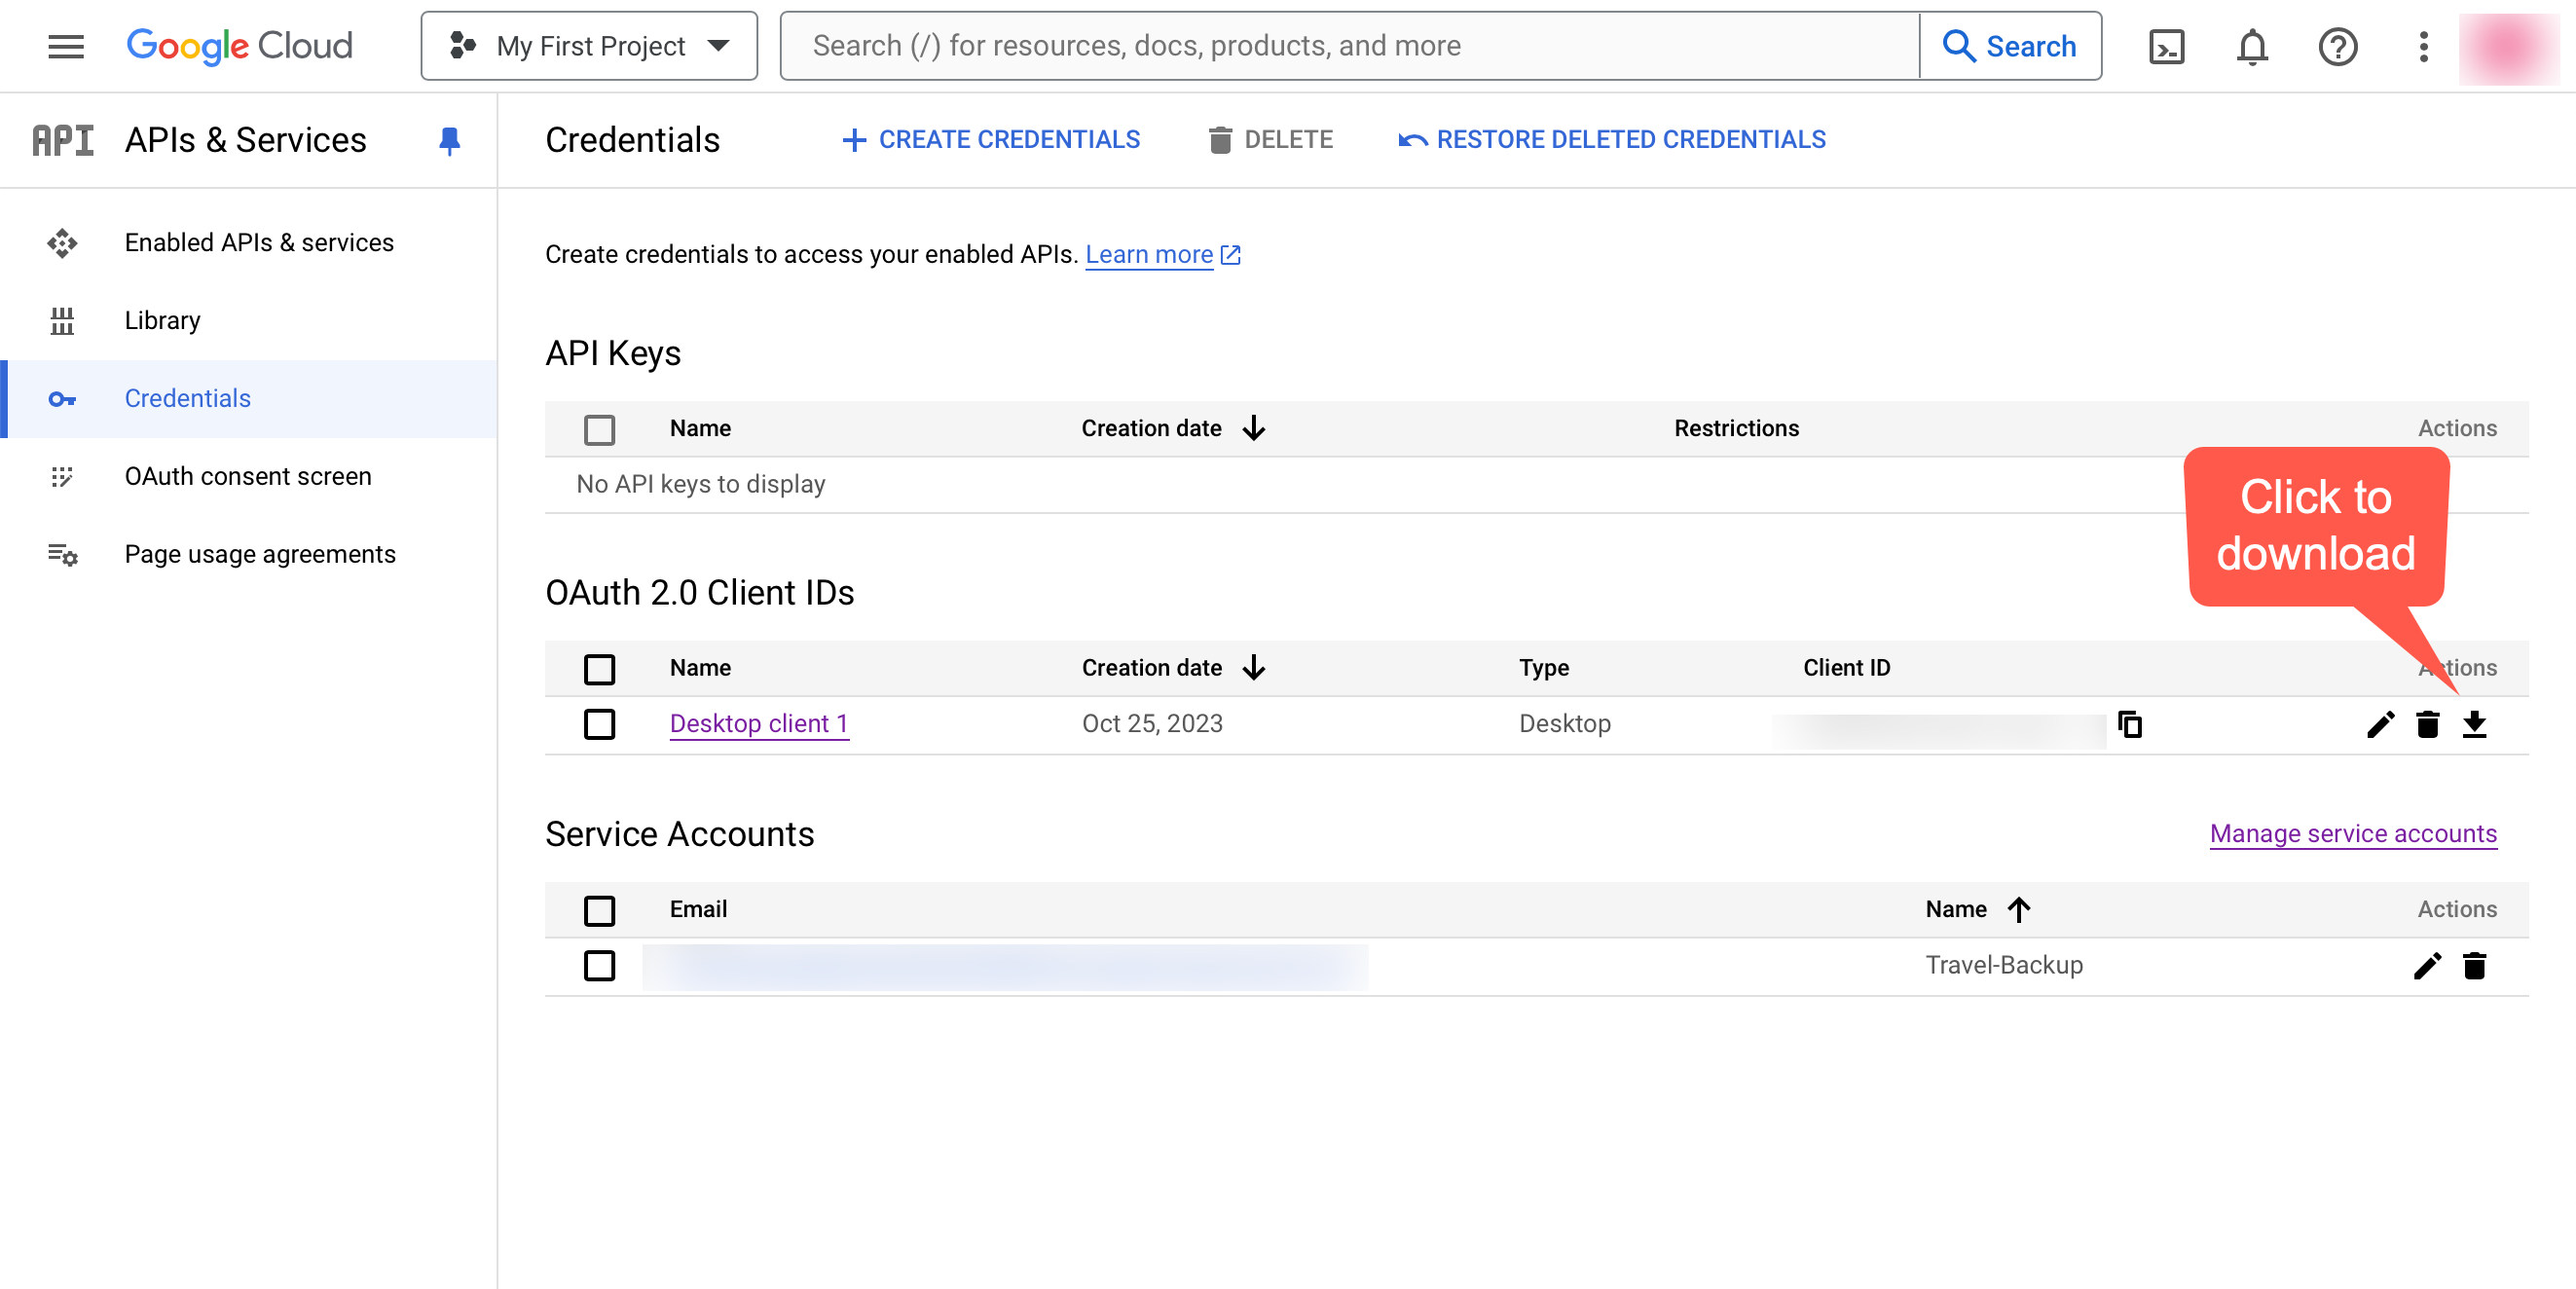 Google Cloud
My First Project
Search (/) for resources, docs, products, and more
Search
API
APIs & Services
Credentials
CREATE CREDENTIALS
DELETE
RESTORE DELETED CREDENTIALS
Enabled APIs & services
Library
Credentials
OAuth consent screen
Page usage agreements
Create credentials to access your enabled APIs. Learn more
API Keys
Name Creation date Restrictions Actions
No API keys to display
Click to
download
OAuth 2.0 Client IDs
Name Creation date Type Client ID Actions
Desktop client 1 Oct 25, 2023 Desktop
Service Accounts
Manage service accounts
Email Name Actions
Travel-Backup